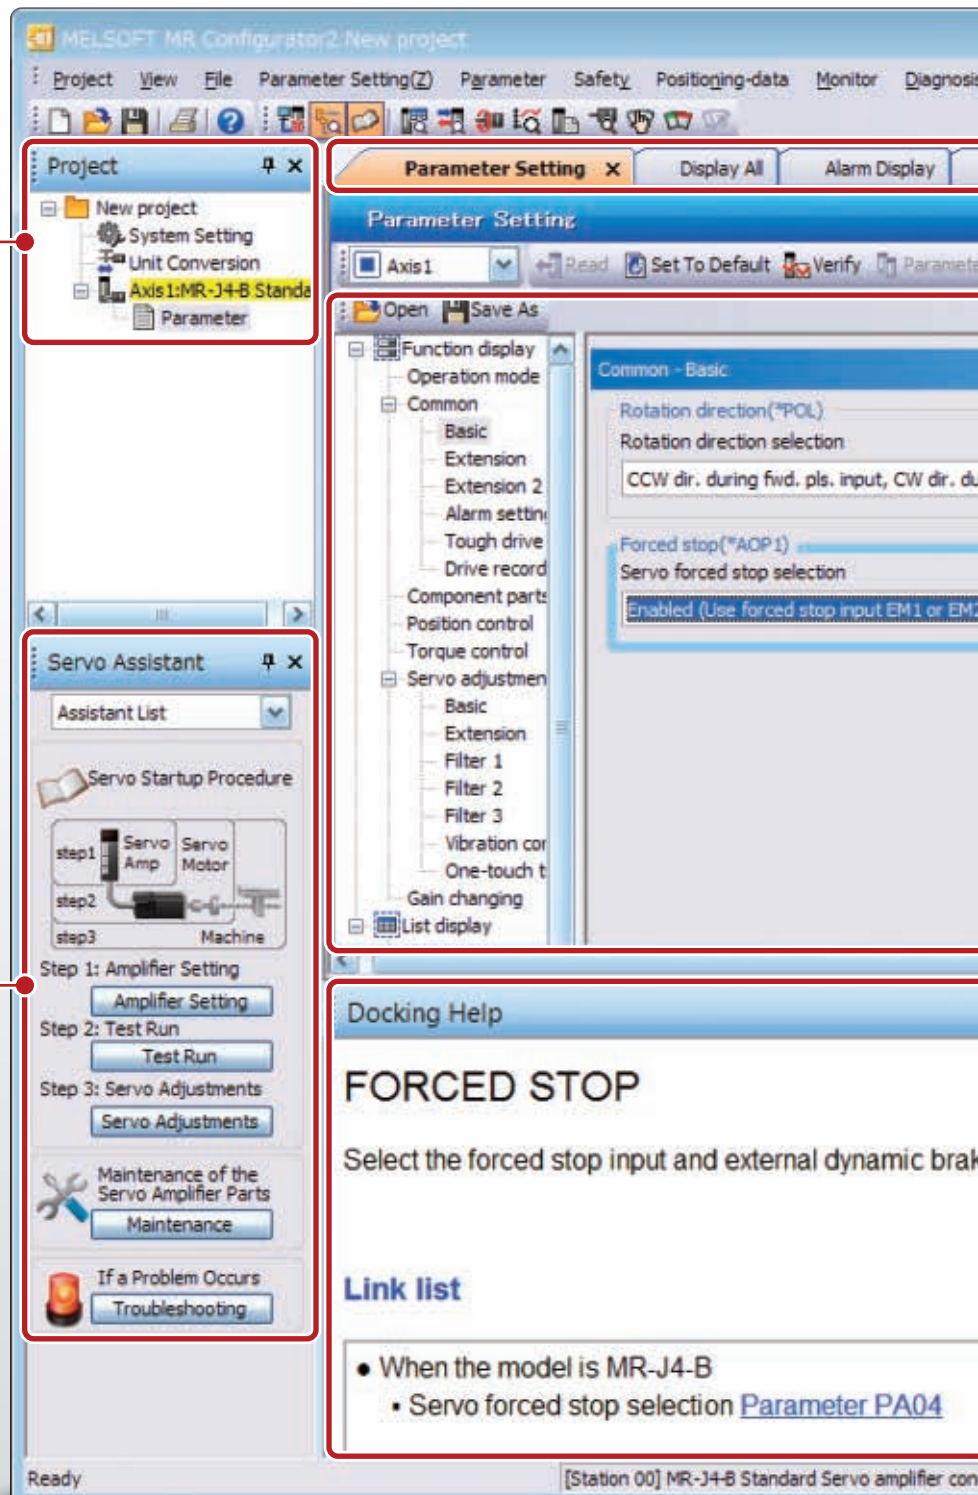 MELSOFT MR Configurator2 New project
Project View File Parameter Setting(Z) Parameter Safety Positioning-data Monitor Diagnosis
Project
New project
System Setting
Unit Conversion
Axis1:MR-J4-B Standa
Parameter
Servo Assistant
Assistant List
Servo Startup Procedure
step1
Servo Amp
Servo Motor
step2
step3
Machine
Step 1: Amplifier Setting
Amplifier Setting
Step 2: Test Run
Test Run
Step 3: Servo Adjustments
Servo Adjustments
Maintenance of the
Servo Amplifier Parts
Maintenance
If a Problem Occurs
Troubleshooting
Parameter Setting Display All Alarm Display
Parameter Setting
Axis1 Read Set To Default Verify Paramete
Open Save As
Function display
Operation mode
Common
Basic
Extension
Extension 2
Alarm setting
Tough drive
Drive record
Component parts
Position control
Torque control
Servo adjustmen
Basic
Extension
Filter 1
Filter 2
Filter 3
Vibration cor
One-touch t
Gain changing
List display
Common - Basic
Rotation direction(*POL)
Rotation direction selection
CCW dir. during fwd. pls. input, CW dir. du
Forced stop(*AOP1)
Servo forced stop selection
Enabled (Use forced stop input EM1 or EM
Docking Help
FORCED STOP
Select the forced stop input and external dynamic brak
Link list
• When the model is MR-J4-B
▪ Servo forced stop selection Parameter PA04
Ready
[Station 00] MR-J4-B Standard Servo amplifier con